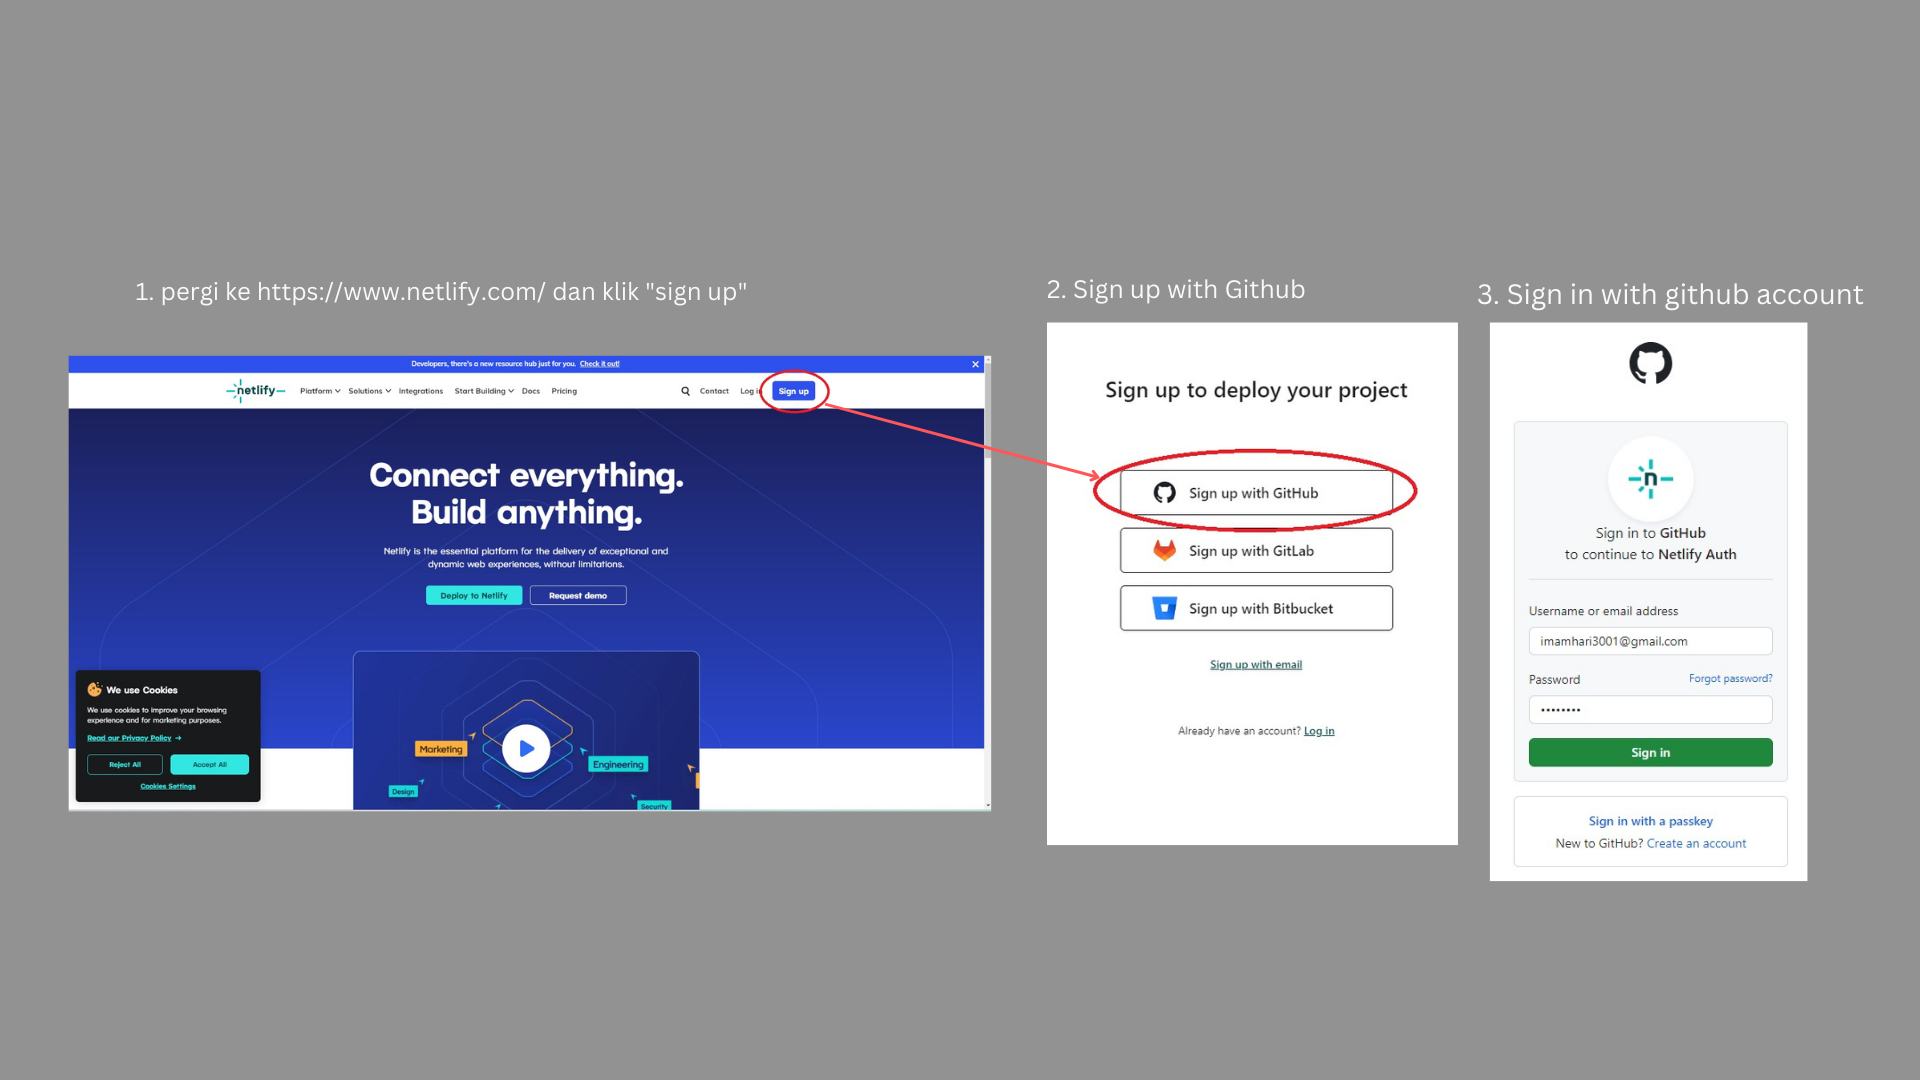 1. pergi ke https://www.netlify.com/ dan klik "sign up"
Developers, there's a new resource hub just for you. Check it out!
netlify
Platform
Solutions
Integrations
Start Building
Docs
Pricing
Contact
Log in
Sign up
Connect everything.
Build anything.
Netlify is the essential platform for the delivery of exceptional and
dynamic web experiences, without limitations.
Deploy to Netlify
Request demo
Marketing
Engineering
Design
Security
We use Cookies
We use cookies to improve your browsing
experience and for marketing purposes.
Read our Privacy Policy →
Reject All
Accept All
Cookies Settings
2. Sign up with Github
Sign up to deploy your project
Sign up with GitHub
Sign up with GitLab
Sign up with Bitbucket
Sign up with email
Already have an account? Log in
3. Sign in with github account
n
Sign in to GitHub
to continue to Netlify Auth
Username or email address
imamhari3001@gmail.com
Password
Forgot password?
••••••••
Sign in
Sign in with a passkey
New to GitHub? Create an account